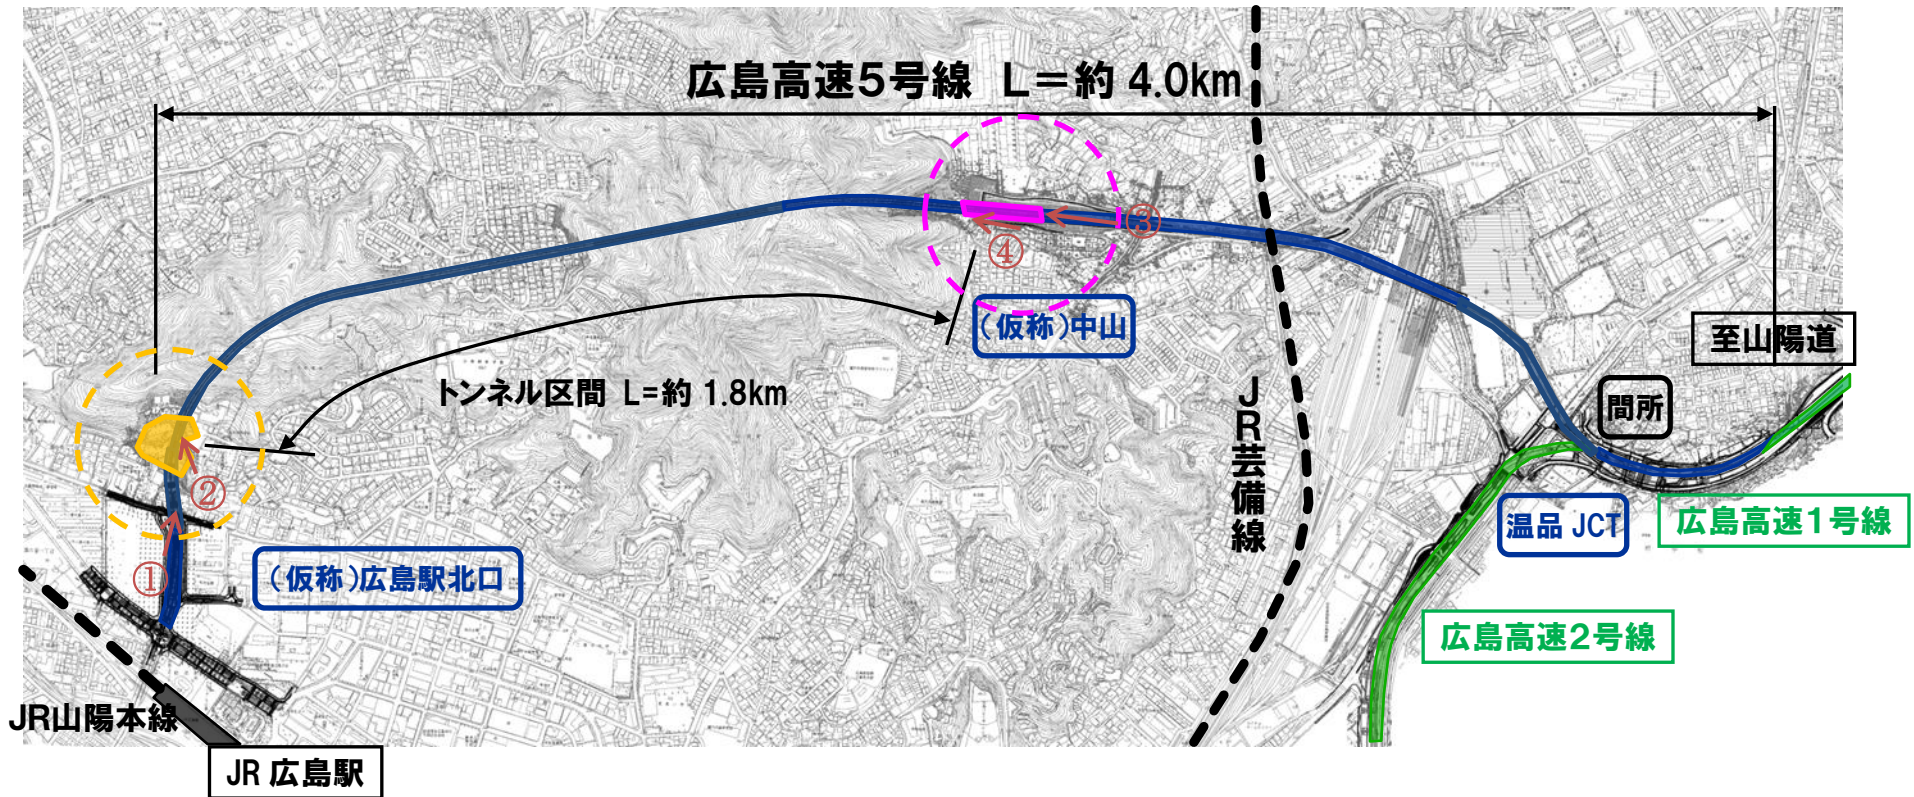 広島高速5号線 L=約 4.0km
③
④
(仮称)中山
至山陽道
トンネル区間 L=約 1.8km
JR芸備線
間所
②
温品 JCT
広島高速1号線
①
(仮称)広島駅北口
広島高速2号線
JR山陽本線
JR 広島駅